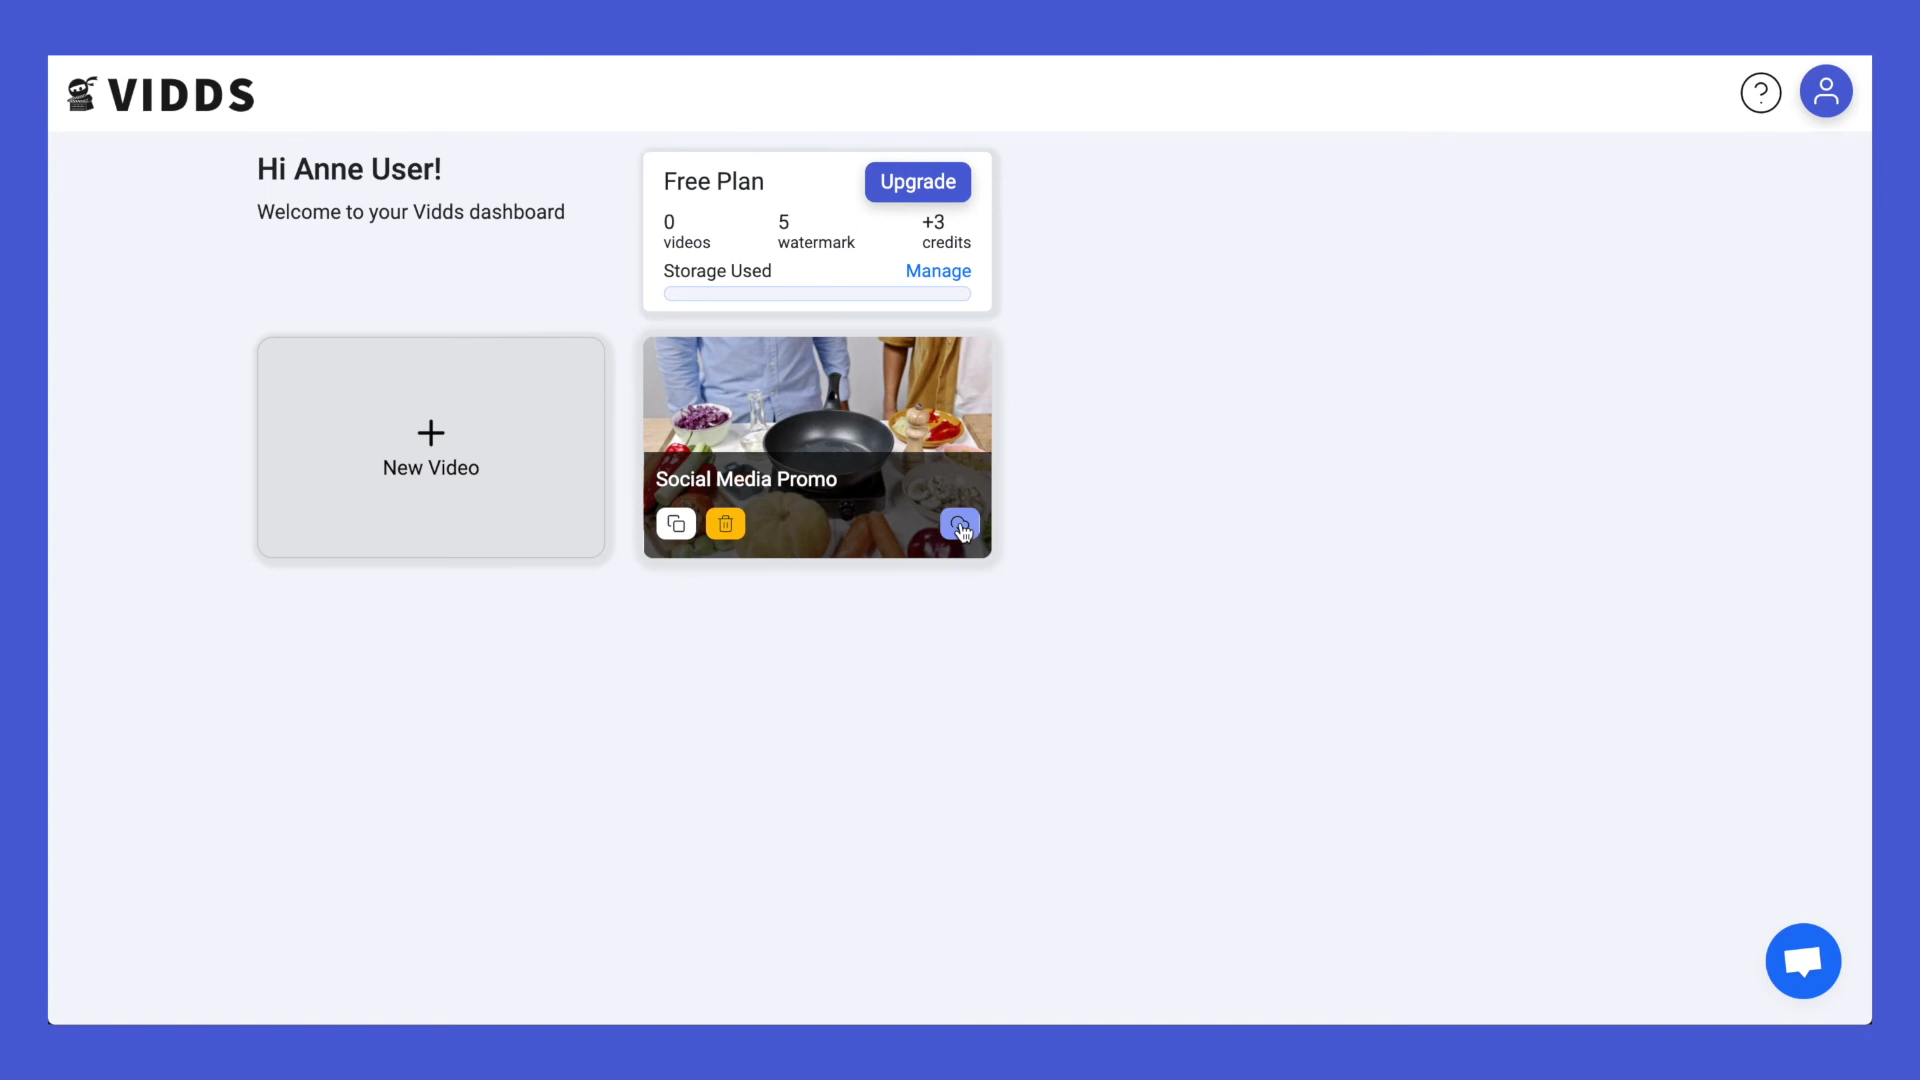 VIDDS
Hi Anne User!
Welcome to your Vidds dashboard
Free Plan
Upgrade
0
videos
5
watermark
+3
credits
Storage Used
Manage
New Video
Social Media Promo